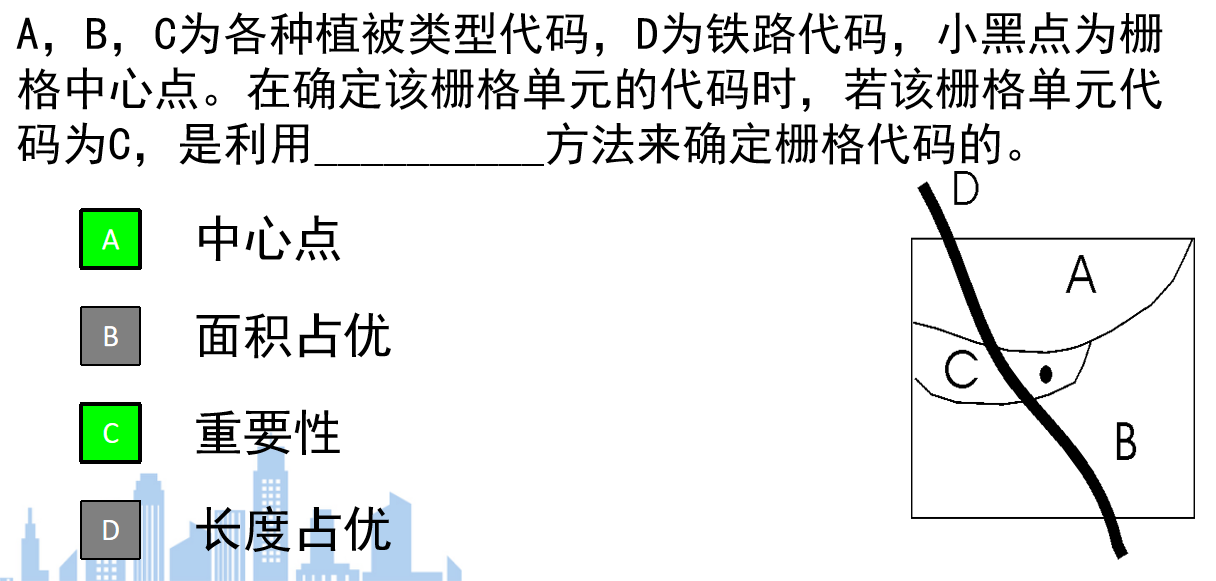 A，B，C为各种植被类型代码，D为铁路代码，小黑点为栅
格中心点。在确定该栅格单元的代码时，若该栅格单元代
码为C，是利用__________方法来确定栅格代码的。
A 中心点
B 面积占优
C 重要性
D 长度占优
D
A
C
B